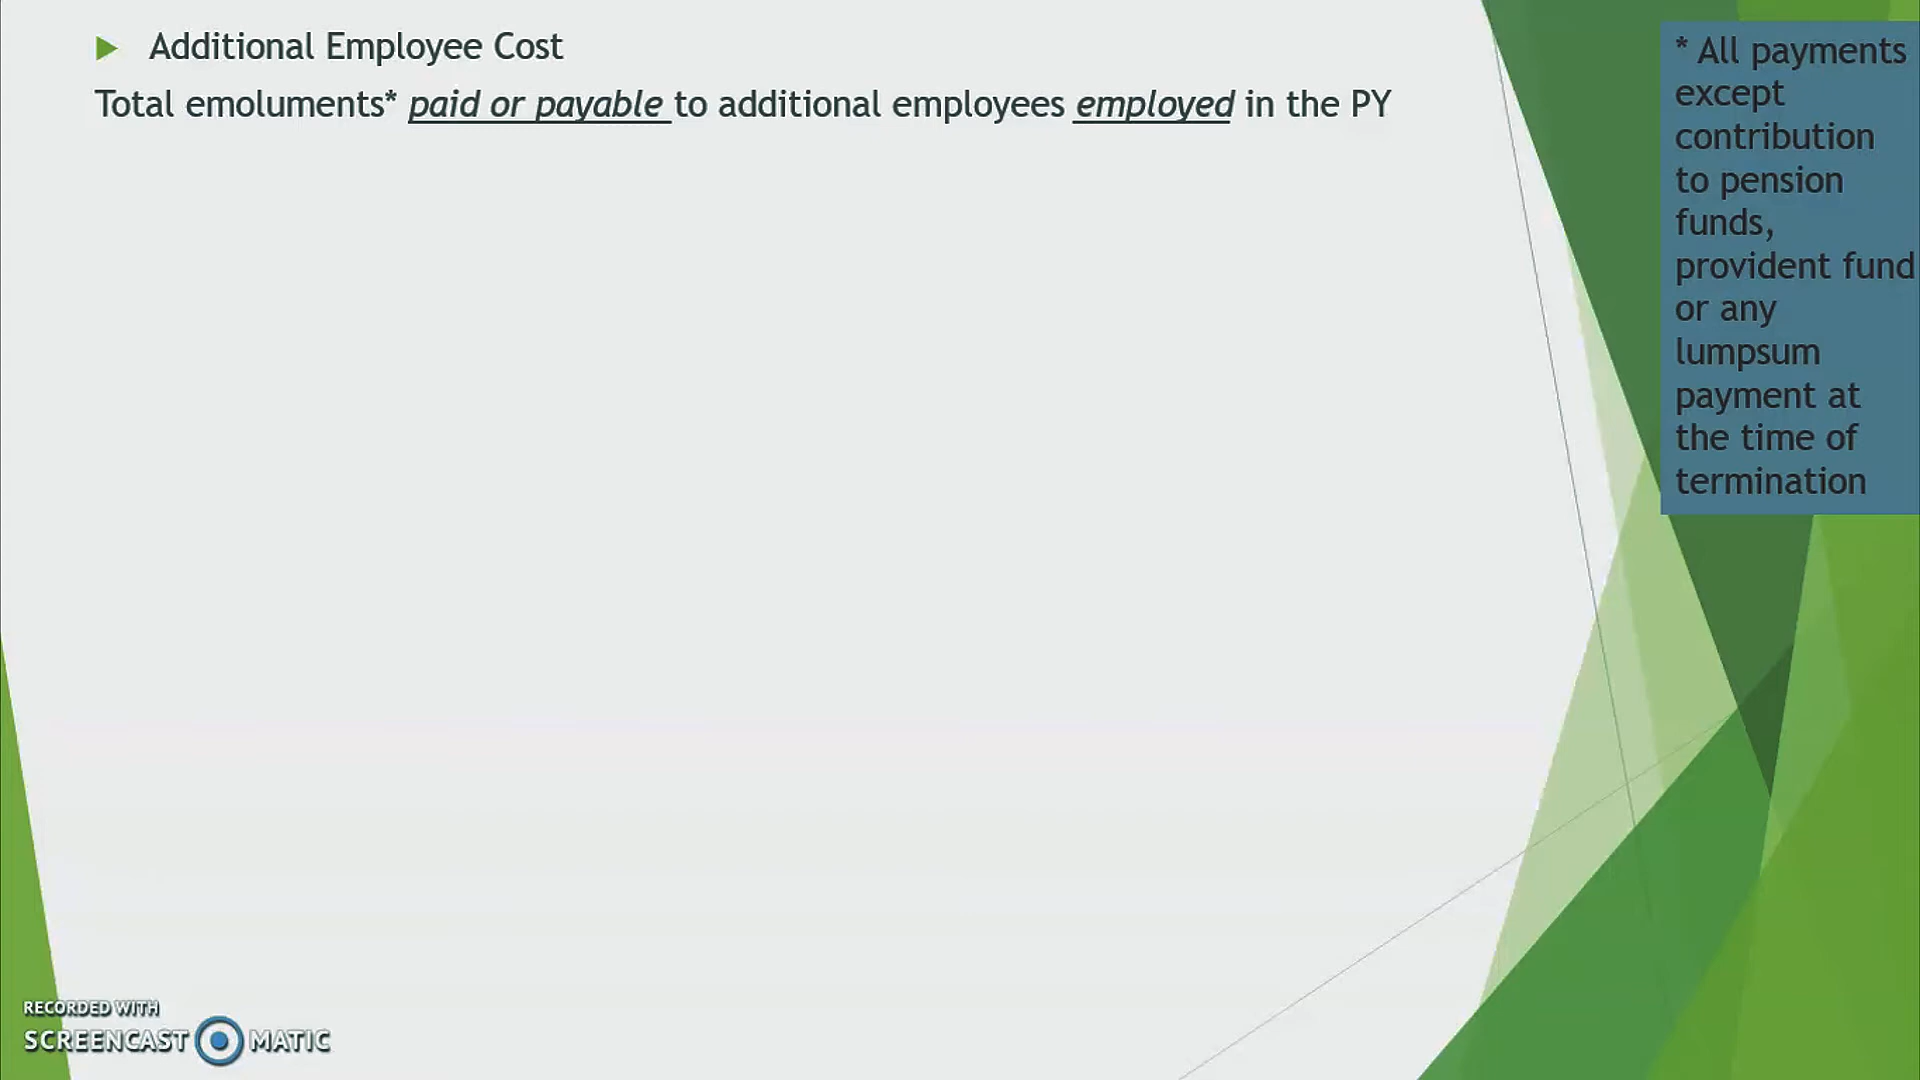 Additional Employee Cost
Total emoluments* paid or payable to additional employees employed in the PY
* All payments
except
contribution
to pension
funds,
provident fund
or any
lumpsum
payment at
the time of
termination
RECORDED WITH
SCREENCAST MATIC